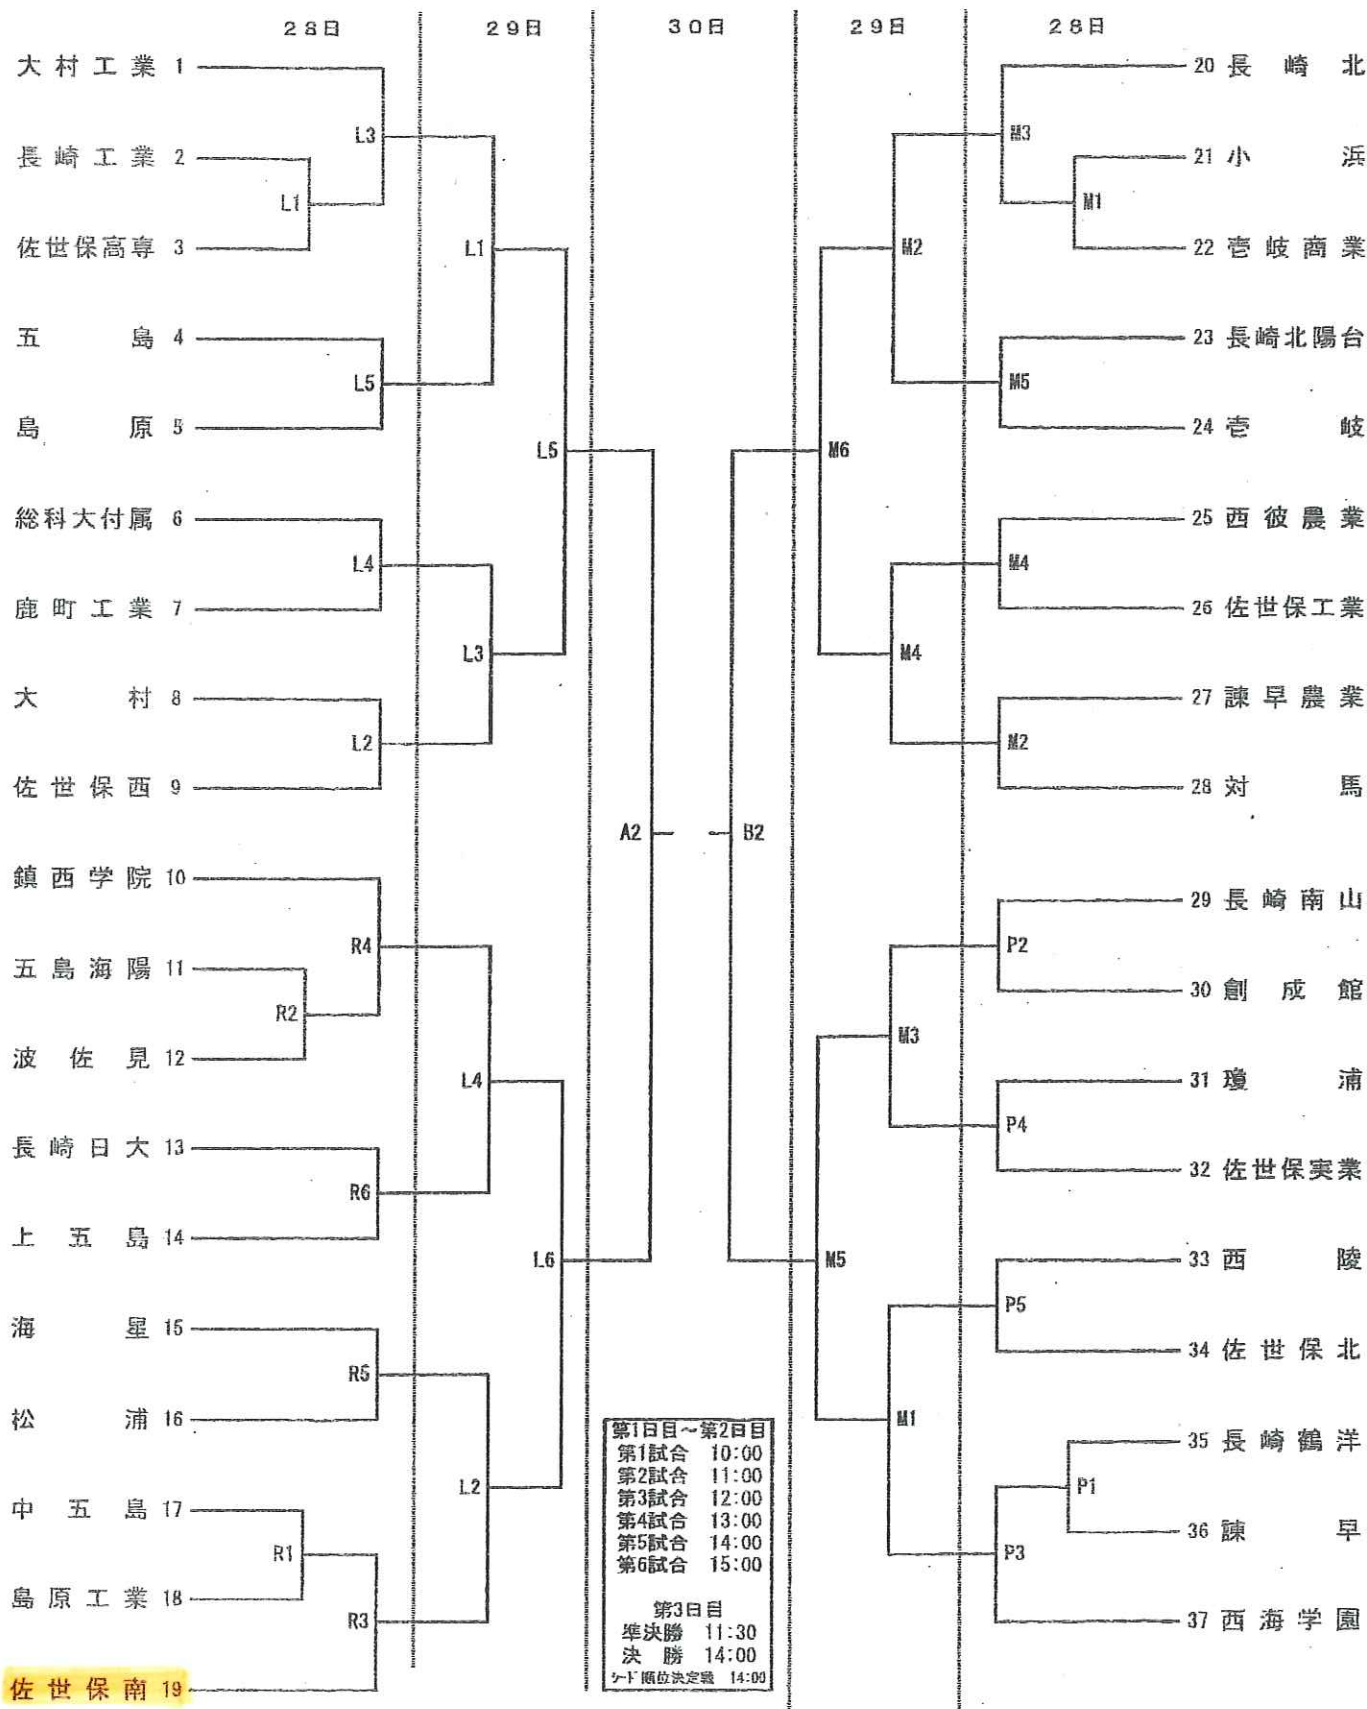 28日 29日 30日 29日 28日
大村工業 1
長崎工業 2
佐世保高専 3
五島 4
島原 5
総科大付属 6
鹿町工業 7
大村 8
佐世保西 9
鎮西学院 10
五島海陽 11
波佐見 12
長崎日大 13
上五島 14
海星 15
松浦 16
中五島 17
島原工業 18
佐世保南 19
L3
L1
L5
L4
L2
R4
R2
R6
R5
R1
R3
L1
L3
L4
L2
L5
L6
A2
B2
M6
M5
M2
M4
M3
M1
M3
M1
M5
M4
M2
P2
P4
P5
P1
P3
20 長崎北
21 小浜
22 壱岐商業
23 長崎北陽台
24 壱岐
25 西彼農業
26 佐世保工業
27 諫早農業
28 対馬
29 長崎南山
30 創成館
31 瓊浦
32 佐世保実業
33 西陵
34 佐世保北
35 長崎鶴洋
36 諫早
37 西海学園
第1日目~第2日目
第1試合 10:00
第2試合 11:00
第3試合 12:00
第4試合 13:00
第5試合 14:00
第6試合 15:00
第3日目
準決勝 11:30
決勝 14:00
シード順位決定戦 14:00